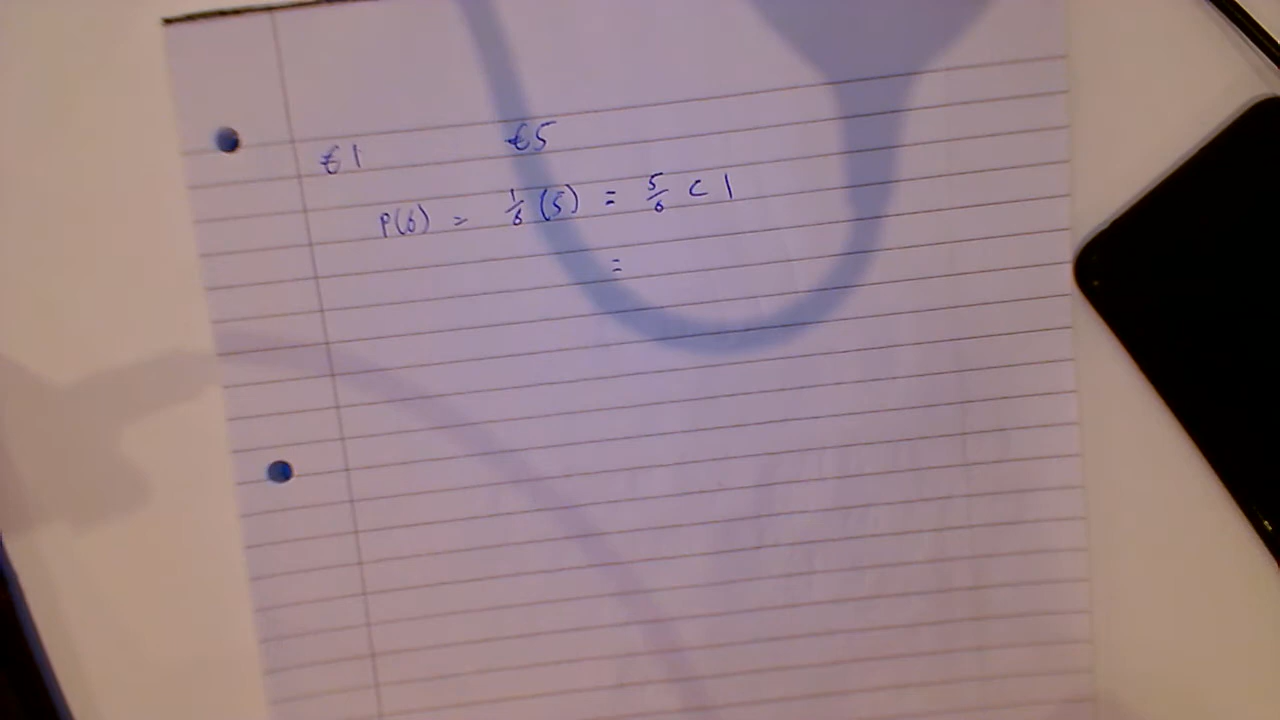 €1 €5
P(6) = 1/6 (5) = 5/6 < 1
=